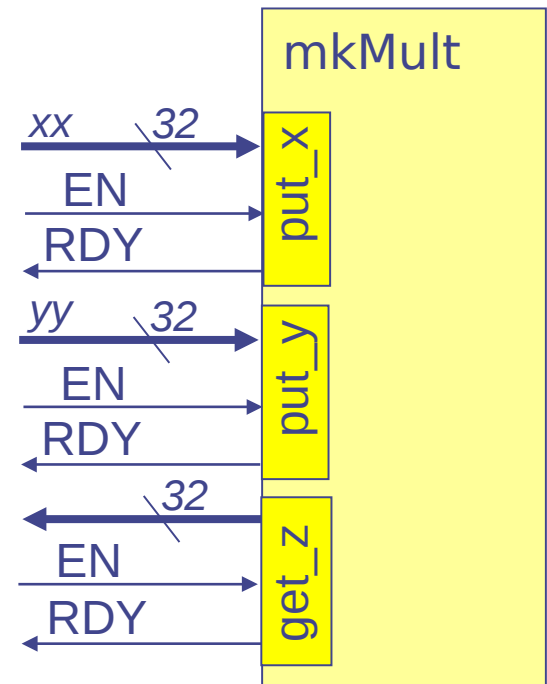 mkMult
xx 32
EN
RDY
put_x
yy 32
EN
RDY
put_y
32
EN
RDY
get_z